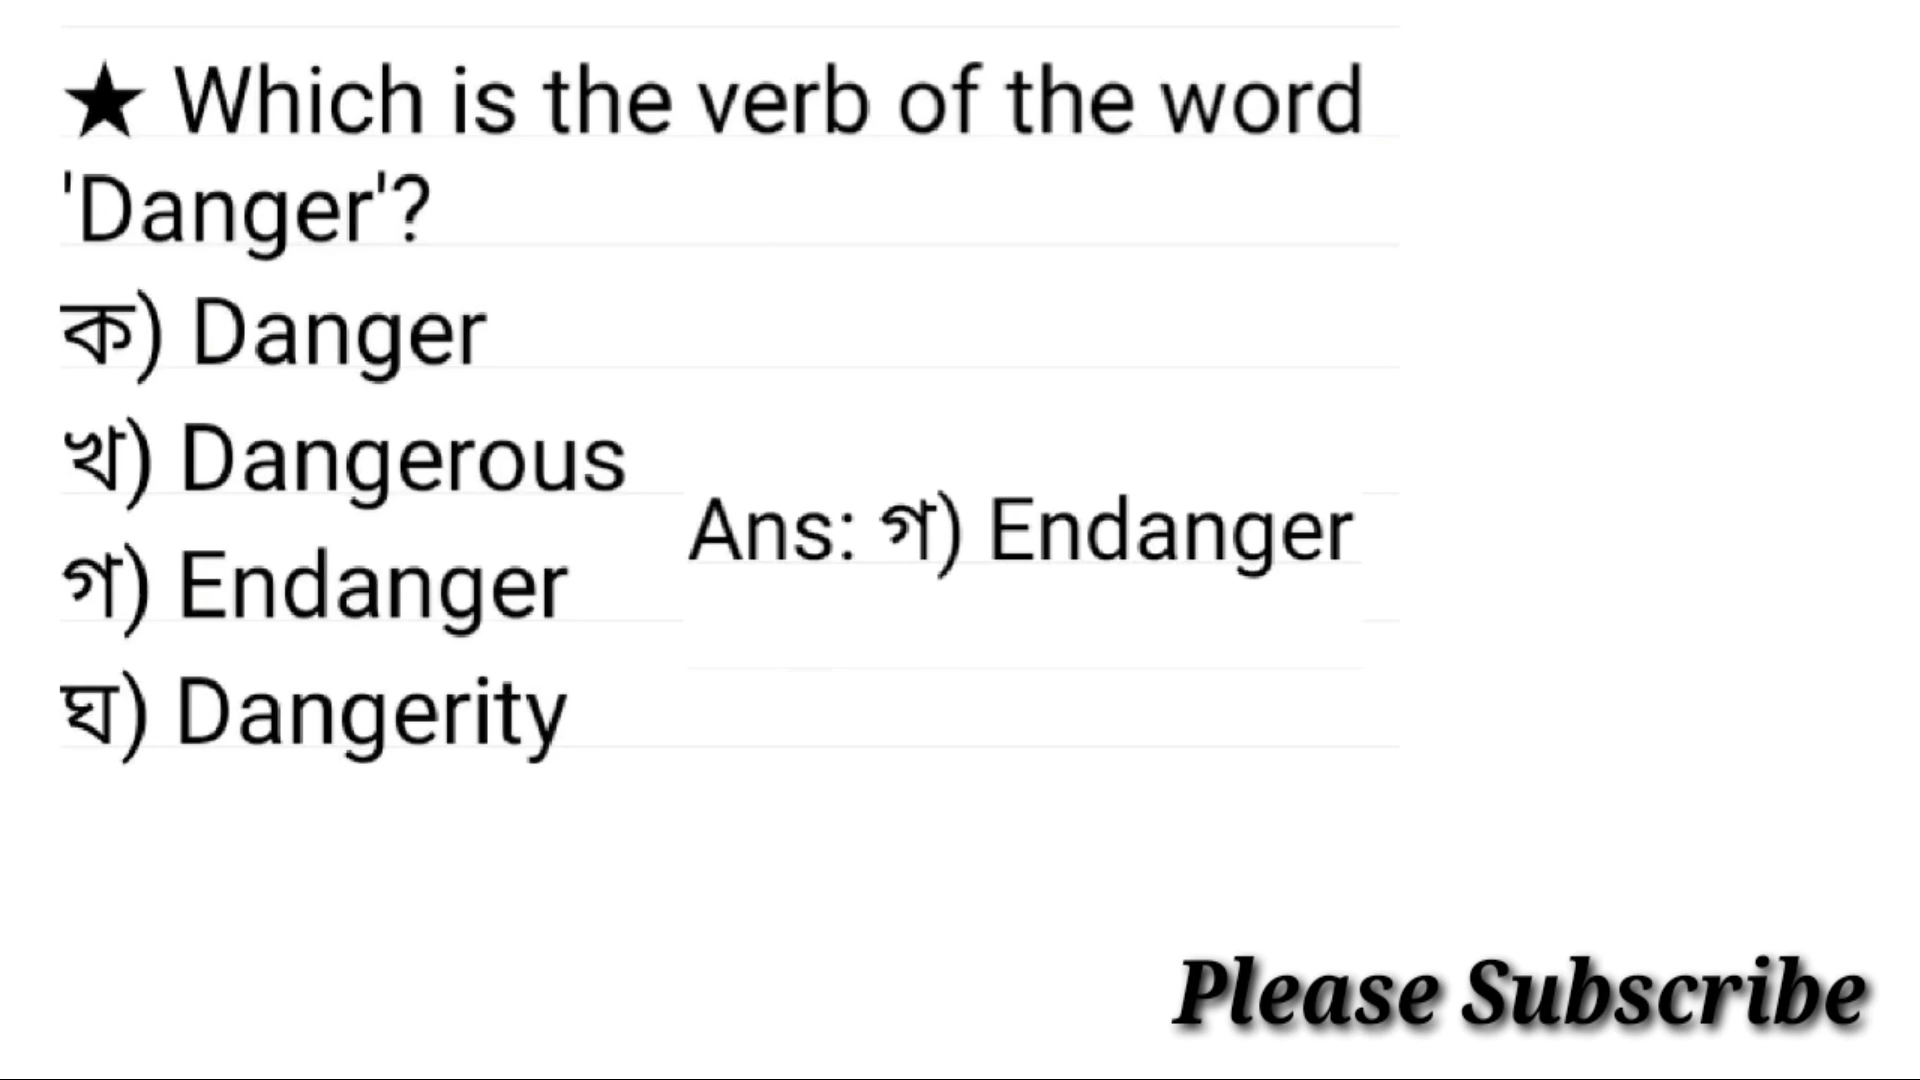 ★ Which is the verb of the word
'Danger'?
ক) Danger
খ) Dangerous
গ) Endanger
Ans: গ) Endanger
ঘ) Dangerity
Please Subscribe